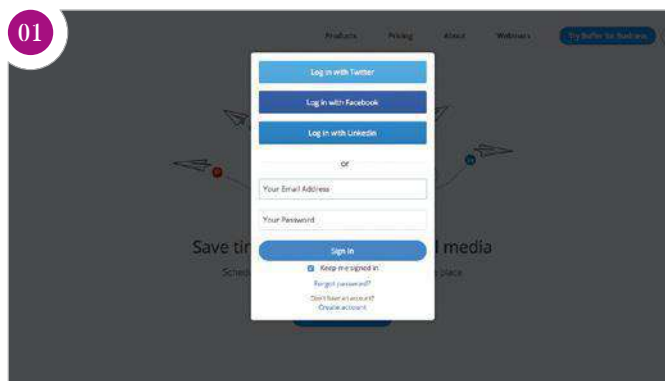 01
Products Pricing About Webinars Try Buffer for Business
Log in with Twitter
Log in with Facebook
Log in with LinkedIn
or
Your Email Address
Your Password
Save tim
l media
Sign In
Sched
place
Keep me signed in
Forgot password?
Don't have an account?
Create account